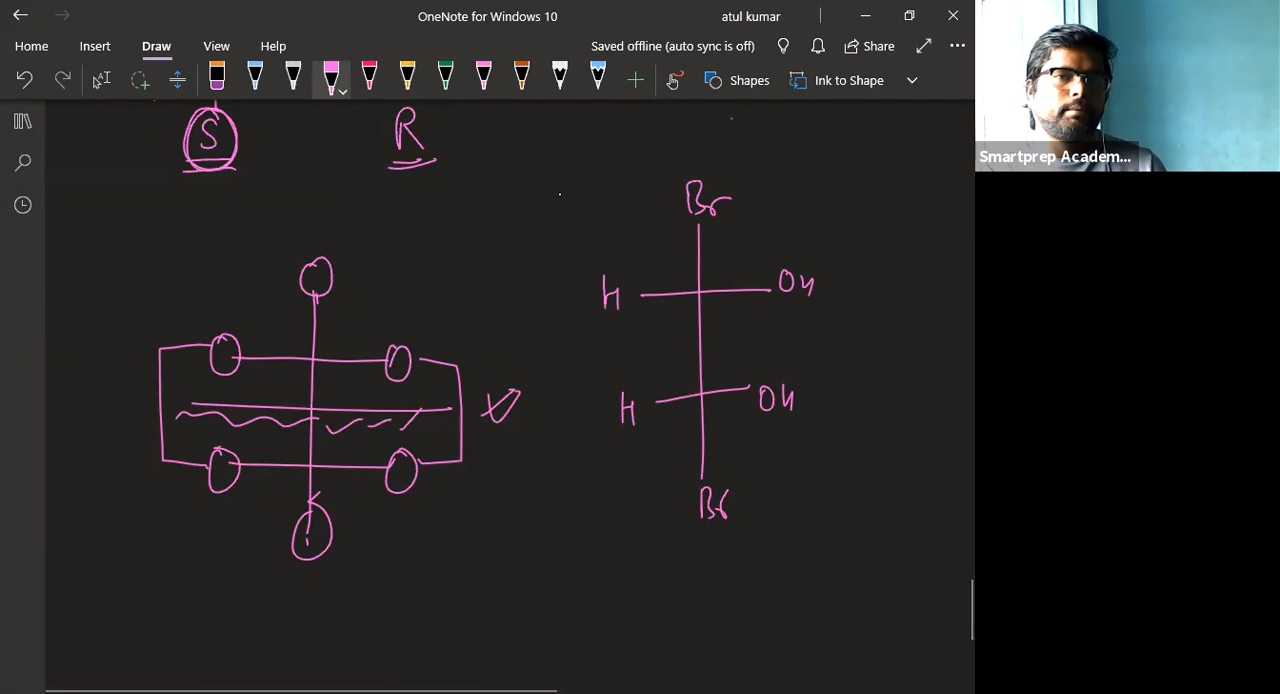 OneNote for Windows 10
atul kumar
Home Insert Draw View Help
Saved offline (auto sync is off)
Share
Shapes
Ink to Shape
Smartprep Academ...
S R
Br
H OH
H OH
Br